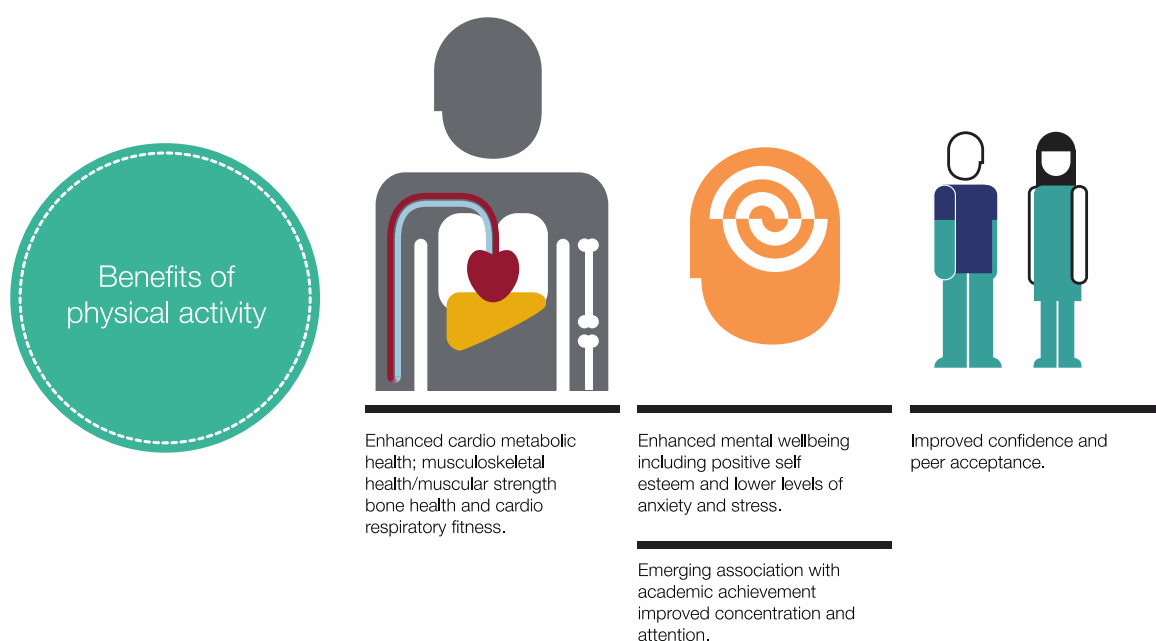 Benefits of
physical activity
Enhanced cardio metabolic
health; musculoskeletal
health/muscular strength
bone health and cardio
respiratory fitness.
Enhanced mental wellbeing
including positive self
esteem and lower levels of
anxiety and stress.
Emerging association with
academic achievement
improved concentration and
attention.
Improved confidence and
peer acceptance.